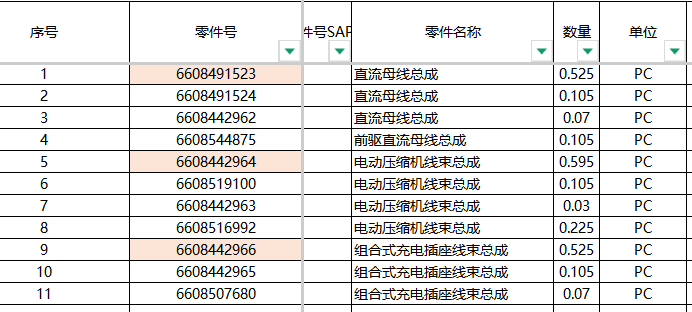 序号 零件号 件号SAP 零件名称 数量 单位
1 6608491523 直流母线总成 0.525 PC
2 6608491524 直流母线总成 0.105 PC
3 6608442962 直流母线总成 0.07 PC
4 6608544875 前驱直流母线总成 0.105 PC
5 6608442964 电动压缩机线束总成 0.595 PC
6 6608519100 电动压缩机线束总成 0.105 PC
7 6608442963 电动压缩机线束总成 0.03 PC
8 6608516992 电动压缩机线束总成 0.225 PC
9 6608442966 组合式充电插座线束总成 0.525 PC
10 6608442965 组合式充电插座线束总成 0.105 PC
11 6608507680 组合式充电插座线束总成 0.07 PC